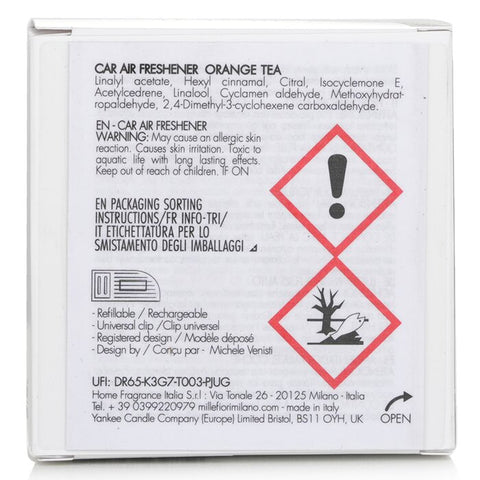 CAR AIR FRESHENER ORANGE TEA
Linalyl acetate, Hexyl cinnamal, Citral, Isocyclemone E,
Acetylcedrene, Linalool, Cyclamen aldehyde, Methoxyhydrat-
ropaldehyde, 2,4-Dimethyl-3-cyclohexene carboxaldehyde.
EN - CAR AIR FRESHENER
WARNING: May cause an allergic skin
reaction. Causes skin irritation. Toxic to
aquatic life with long lasting effects.
Keep out of reach of children. IF ON
EN PACKAGING SORTING
INSTRUCTIONS/FR INFO-TRI/
IT ETICHETTATURA PER LO
SMISTAMENTO DEGLI IMBALLAGGI
- Refillable / Rechargeable
- Universal clip /Clip universel
- Registered design / Modèle déposé
- Design by / Conçu par - Michele Venisti
UFI: DR65-K3G7-T003-PJUG
Home Fragrance Italia S.r.l : Via Tonale 26 - 20125 Milano - Italia
Tel. + 39 0399220979 millefiorimilano.com - made in italy
Yankee Candle Company (Europe) Limited Bristol, BS11 OYH, UK
OPEN